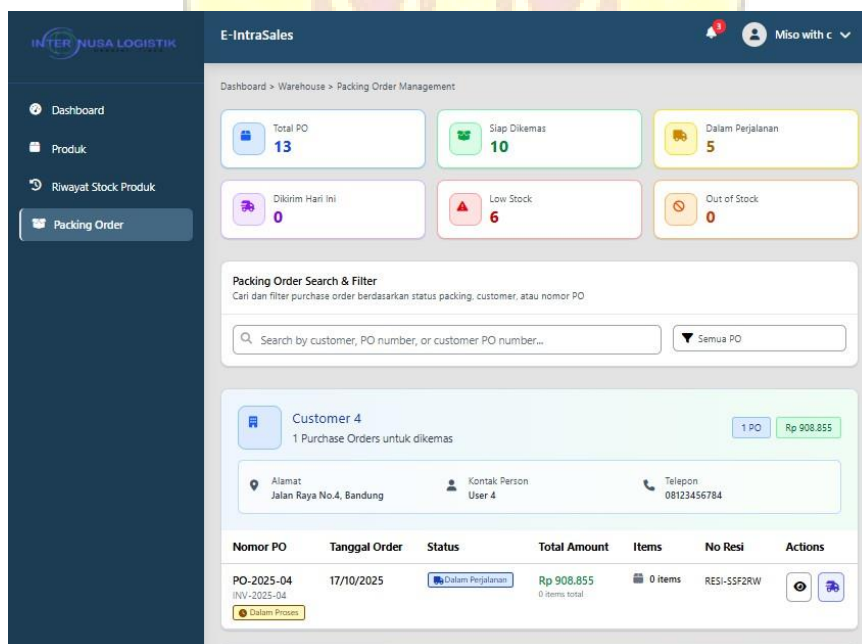 INTER NUSA LOGISTIK
E-IntraSales
3
Miso with c
Dashboard > Warehouse > Packing Order Management
Dashboard
Produk
Riwayat Stock Produk
Packing Order
Total PO
13
Siap Dikemas
10
Dalam Perjalanan
5
Dikirim Hari Ini
0
Low Stock
6
Out of Stock
0
Packing Order Search & Filter
Cari dan filter purchase order berdasarkan status packing, customer, atau nomor PO
Search by customer, PO number, or customer PO number...
Semua PO
Customer 4
1 Purchase Orders untuk dikemas
1 PO
Rp 908.855
Alamat
Jalan Raya No.4, Bandung
Kontak Person
User 4
Telepon
08123456784
Nomor PO Tanggal Order Status Total Amount Items No Resi Actions
PO-2025-04 17/10/2025 Dalam Perjalanan Rp 908.855 0 items RESI-SSF2RW
INV-2025-04 0 items total
Dalam Proses